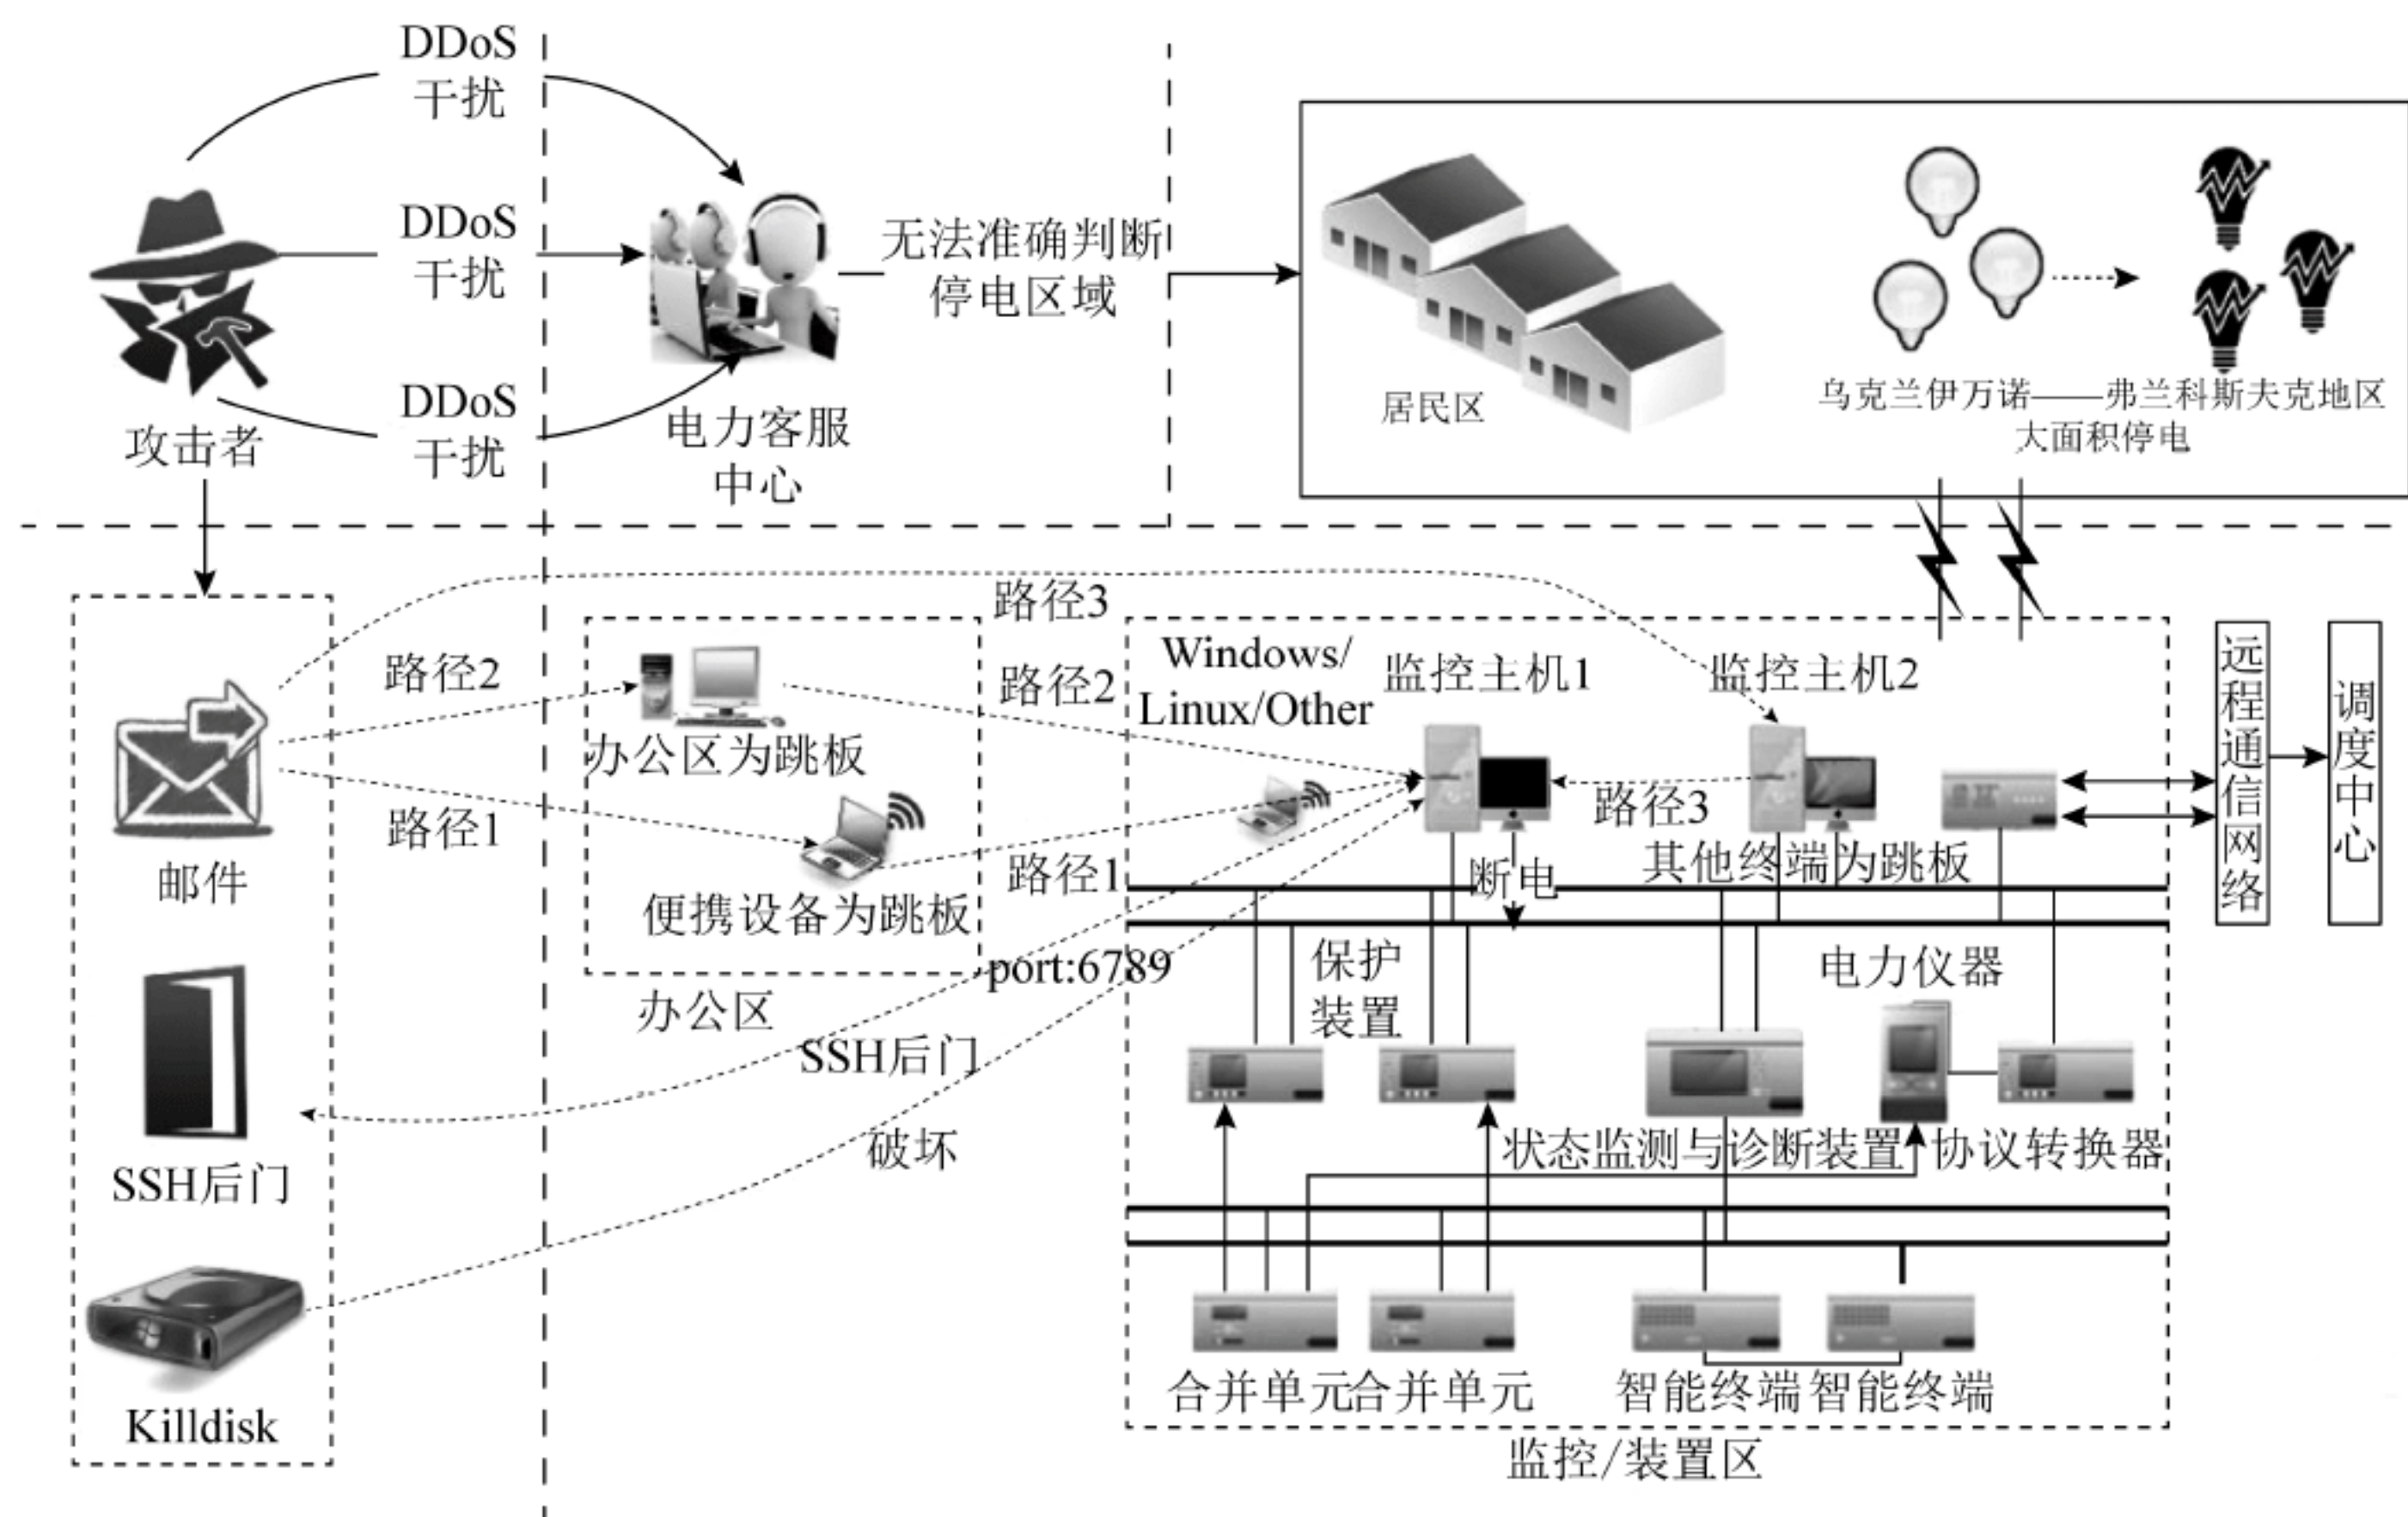 DDoS
干扰
DDoS
干扰
DDoS
干扰
攻击者
电力客服
中心
无法准确判断
停电区域
居民区
乌克兰伊万诺——弗兰科斯夫克地区
大面积停电
路径3
路径2
路径2
路径1
路径1
邮件
SSH后门
Killdisk
办公区为跳板
便携设备为跳板
办公区
port:6789
SSH后门
破坏
Windows/
Linux/Other
监控主机1
监控主机2
路径3
其他终端为跳板
断电
远程通信网络
调度中心
保护
装置
电力仪器
状态监测与诊断装置
协议转换器
合并单元
合并单元
智能终端
智能终端
监控/装置区